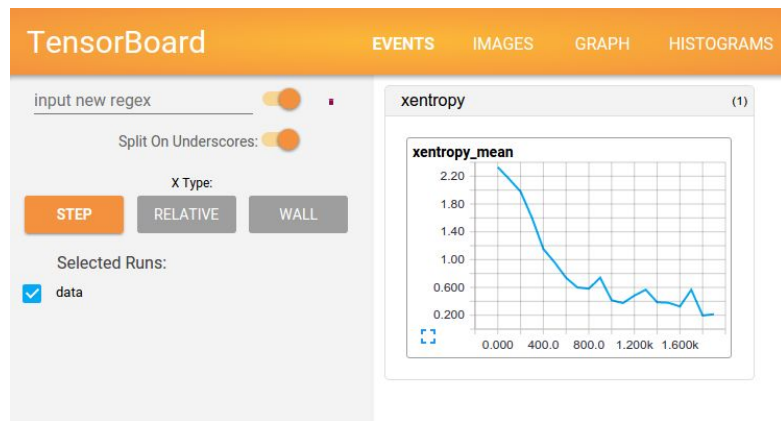 TensorBoard
EVENTS IMAGES GRAPH HISTOGRAMS
input new regex
Split On Underscores:
X Type:
STEP RELATIVE WALL
Selected Runs:
data
xentropy (1)
xentropy_mean
2.20
1.80
1.40
1.00
0.600
0.200
0.000 400.0 800.0 1.200k 1.600k